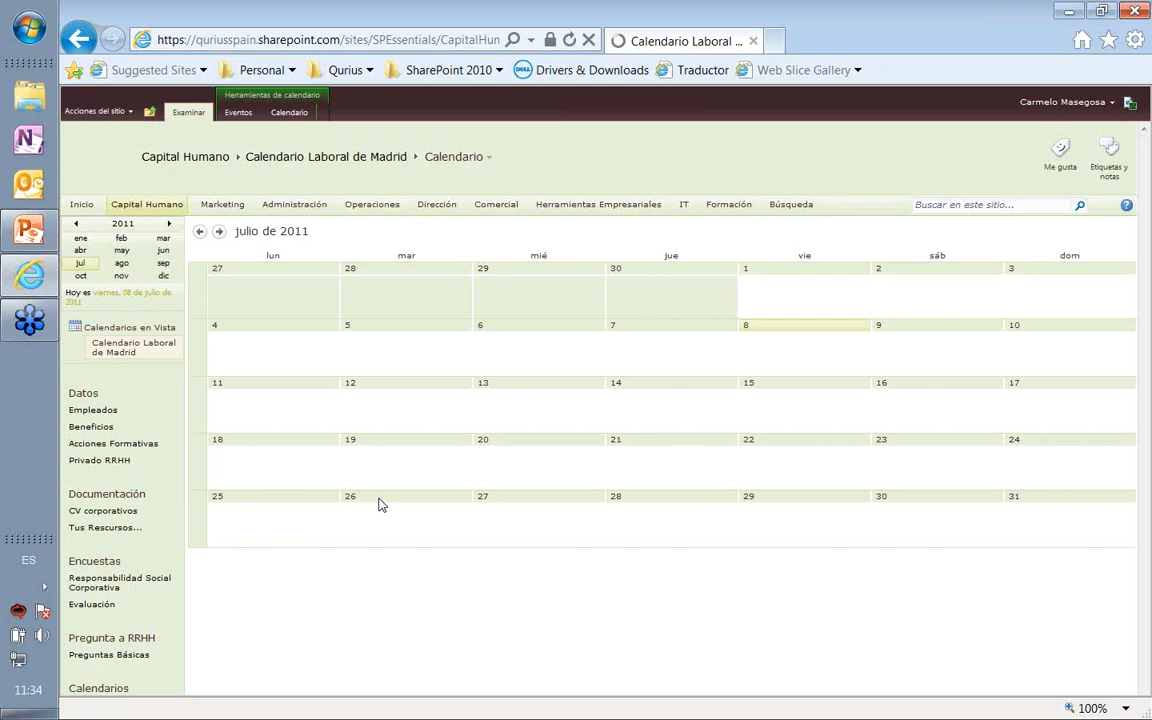 https://quriusspain.sharepoint.com/sites/SPEssentials/CapitalHun
Calendario Laboral ...
Suggested Sites
Personal
Qurius
SharePoint 2010
DELL
Drivers & Downloads
Traductor
Web Slice Gallery
Herramientas de calendario
Acciones del sitio
Examinar
Eventos
Calendario
Carmelo Masegosa
Capital Humano
Calendario Laboral de Madrid
Calendario
Me gusta
Etiquetas y
notas
Inicio
Capital Humano
Marketing
Administración
Operaciones
Dirección
Comercial
Herramientas Empresariales
IT
Formación
Búsqueda
Buscar en este sitio...
2011
ene feb mar
abr may jun
jul ago sep
oct nov dic
Hoy es viernes, 08 de julio de
2011
julio de 2011
lun mar mié jue vie sáb dom
27 28 29 30 1 2 3
4 5 6 7 8 9 10
11 12 13 14 15 16 17
18 19 20 21 22 23 24
25 26 27 28 29 30 31
Calendarios en Vista
Calendario Laboral
de Madrid
Datos
Empleados
Beneficios
Acciones Formativas
Privado RRHH
Documentación
CV corporativos
Tus Rescursos...
Encuestas
Responsabilidad Social
Corporativa
Evaluación
Pregunta a RRHH
Preguntas Básicas
Calendarios
ES
11:34
100%